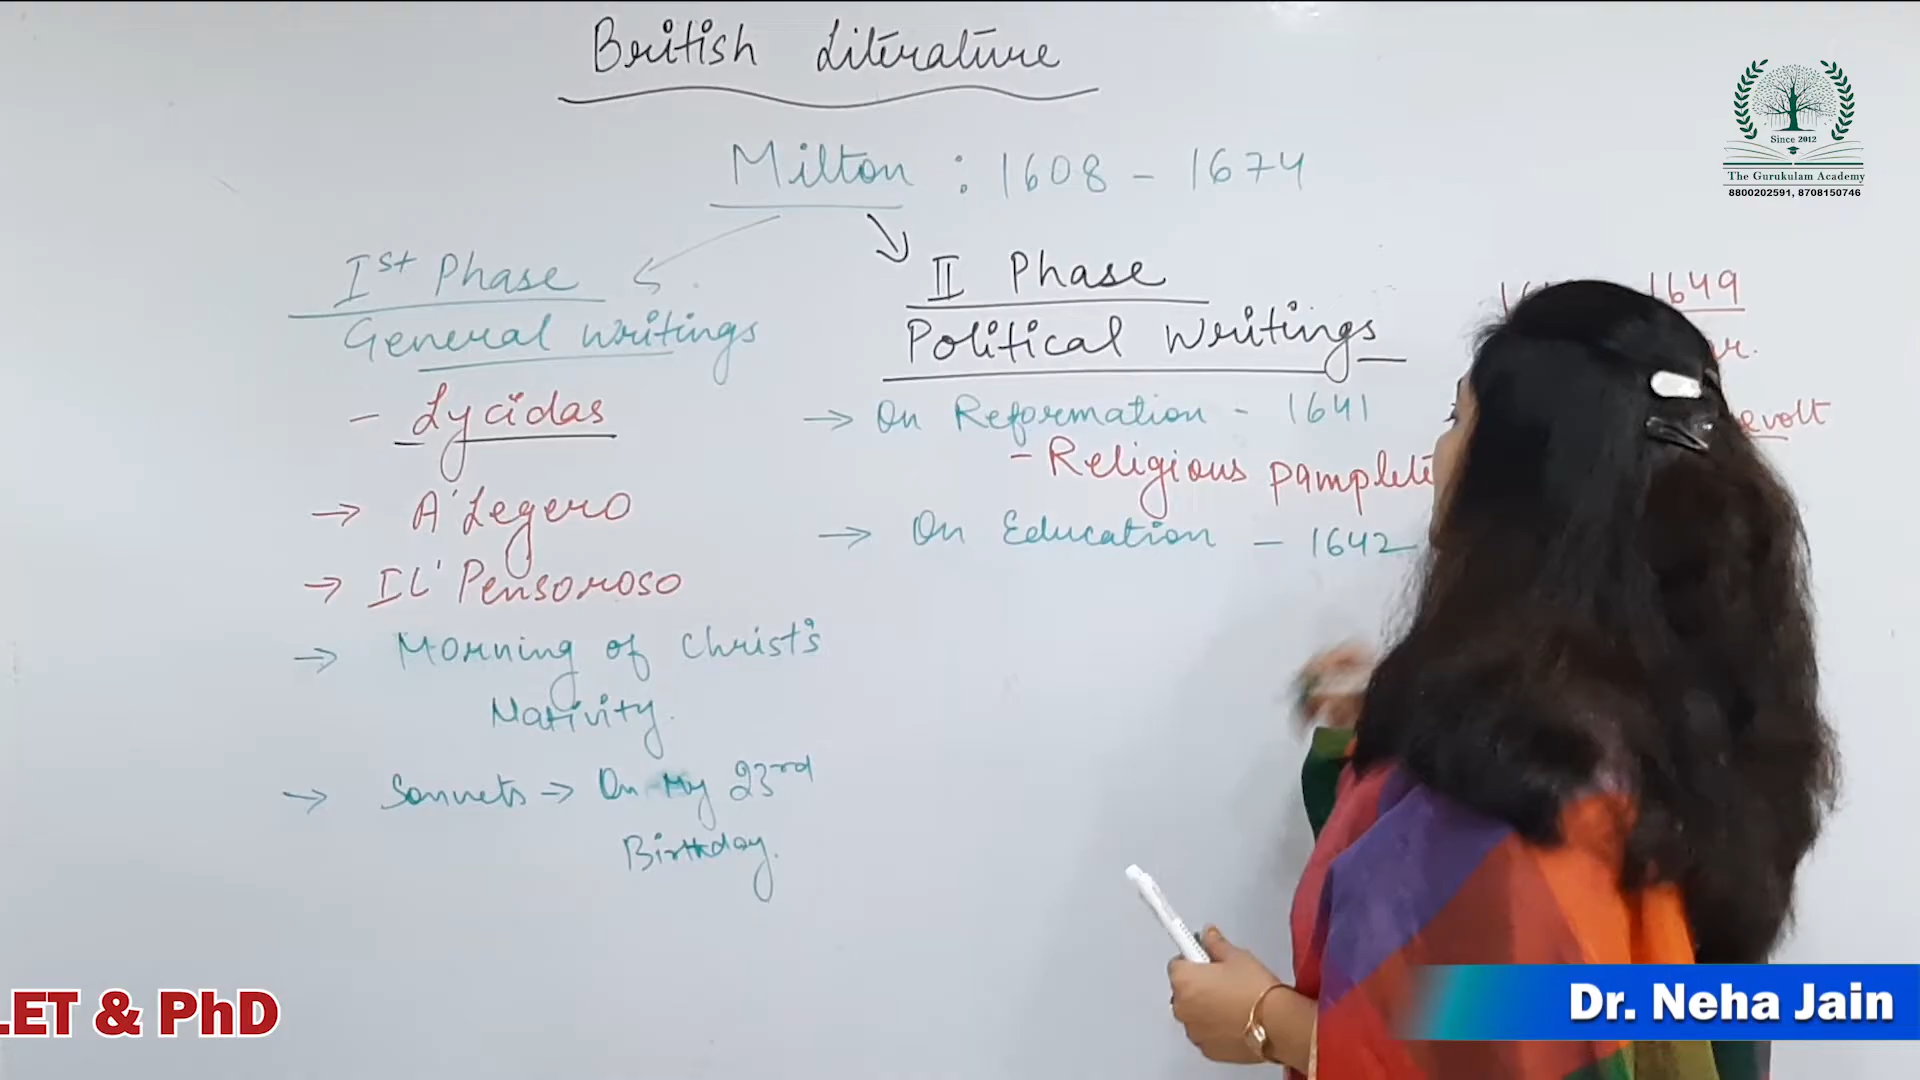 British Literature
Milton : 1608 - 1674
Ist Phase
General Writings
- Lycidas
→ A'Legero
→ IL' Pensoroso
→ Morning of Christ's
Nativity.
→ Sonnets → On My 23rd
Birthday.
II Phase
Political Writings
→ On Reformation - 1641
- Religious pamplet
→ On Education - 1642
1649
Since 2012
The Gurukulam Academy
8800202591, 8708150746
& PhD
Dr. Neha Jain